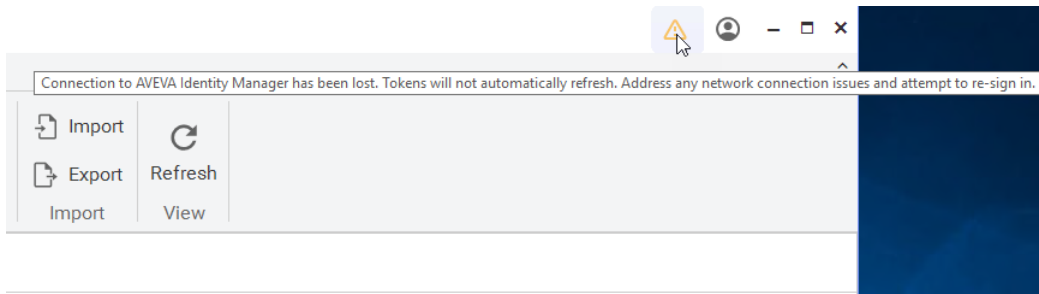 Connection to AVEVA Identity Manager has been lost. Tokens will not automatically refresh. Address any network connection issues and attempt to re-sign in.
Import
Export
Refresh
Import
View